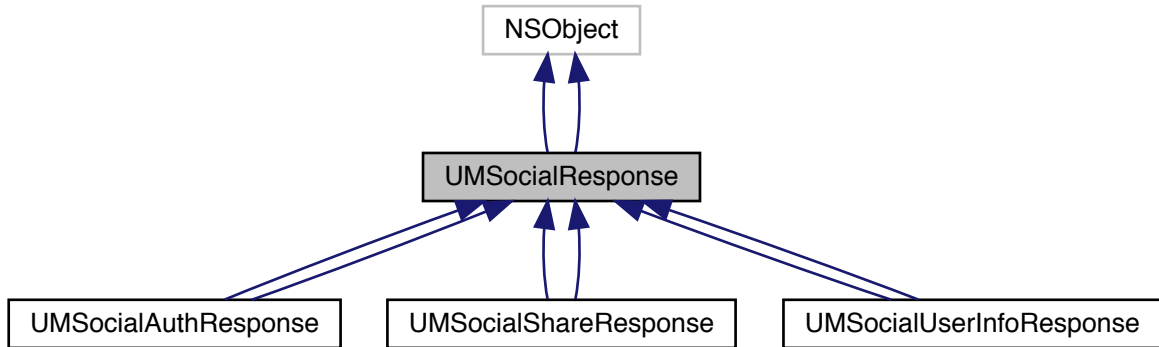 NSObject
UMSocialResponse
UMSocialAuthResponse
UMSocialShareResponse
UMSocialUserInfoResponse